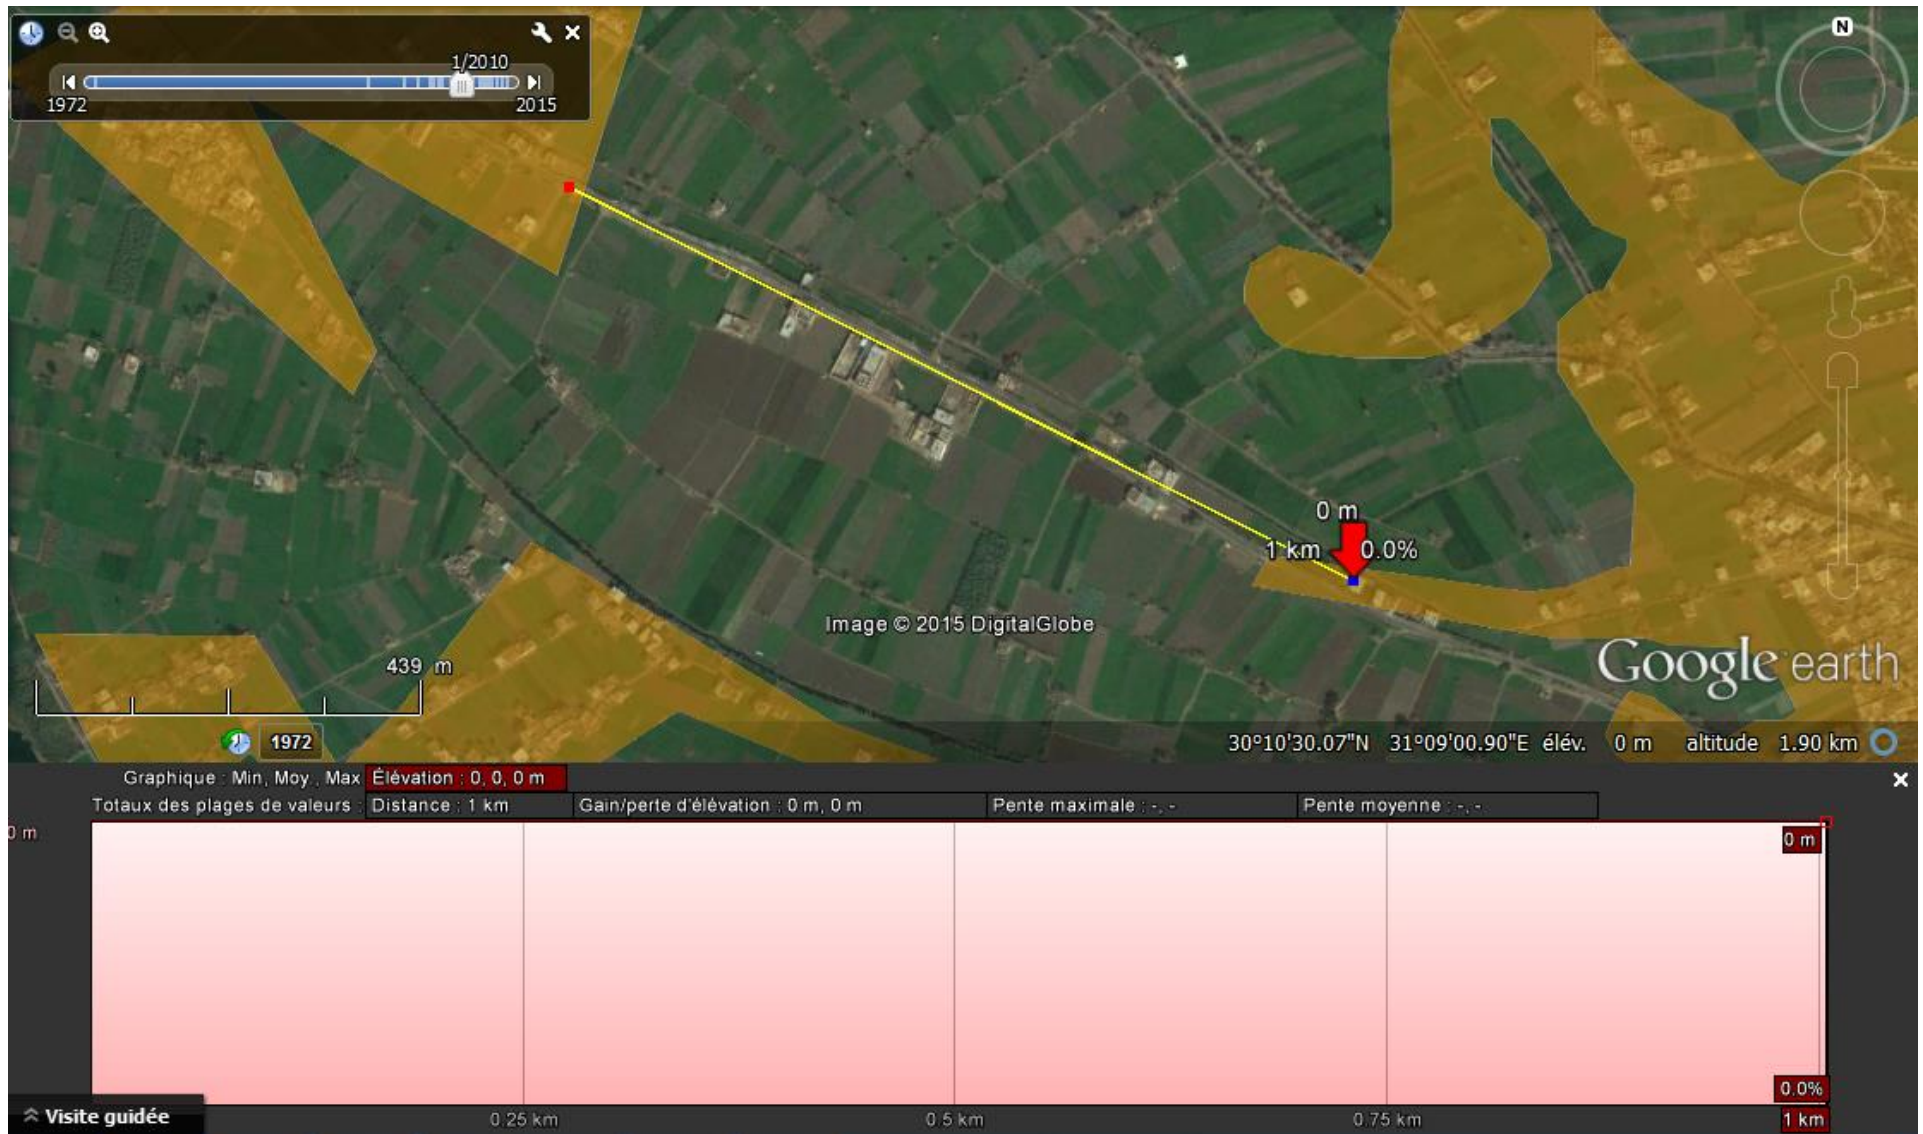 N
1/2010
1972
2015
0 m
1 km
0.0%
Image © 2015 DigitalGlobe
Google earth
439 m
1972
30°10'30.07"N 31°09'00.90"E élév. 0 m altitude 1.90 km
Graphique : Min, Moy., Max Élévation : 0, 0, 0 m
Totaux des plages de valeurs : Distance : 1 km Gain/perte d'élévation : 0 m, 0 m Pente maximale : -, - Pente moyenne : -, -
0 m
0 m
0.0%
Visite guidée
0.25 km
0.5 km
0.75 km
1 km